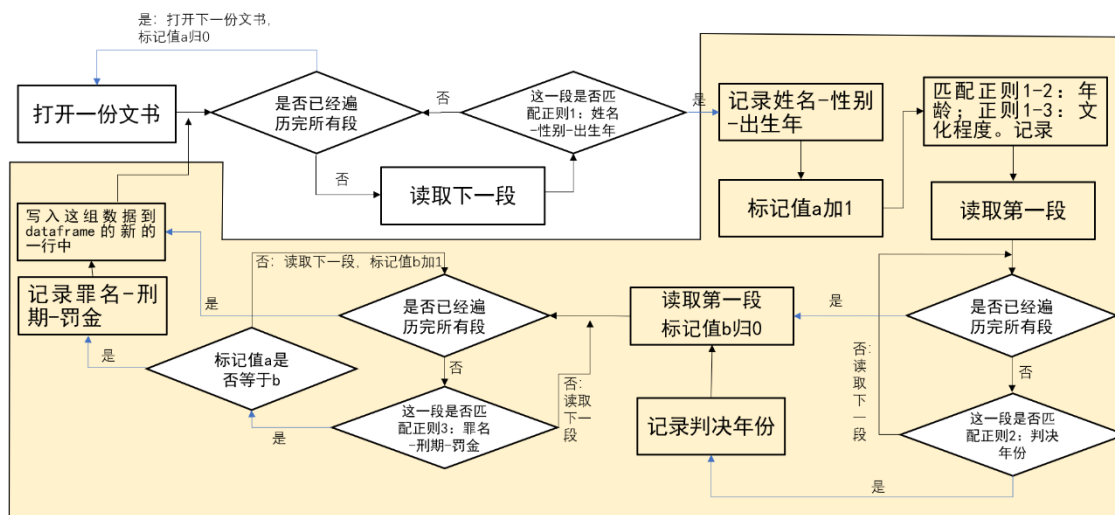 是：打开下一份文书，
标记值a归0
打开一份文书
是否已经遍
历完所有段
否
这一段是否匹
配正则1：姓名
-性别-出生年
是
否
读取下一段
记录姓名-性别
-出生年
标记值a加1
匹配正则1-2：年
龄；正则1-3：文
化程度。记录
读取第一段
是否已经遍
历完所有段
是
否
否：
读取
下一
段
这一段是否匹
配正则2：判决
年份
是
记录判决年份
读取第一段
标记值b归0
是否已经遍
历完所有段
是
否
否：
读取
下一
段
这一段是否匹
配正则3：罪名
-刑期-罚金
是
否：读取下一段，标记值b加1
标记值a是
否等于b
是
记录罪名-刑
期-罚金
写入这组数据到
dataframe的新的
一行中